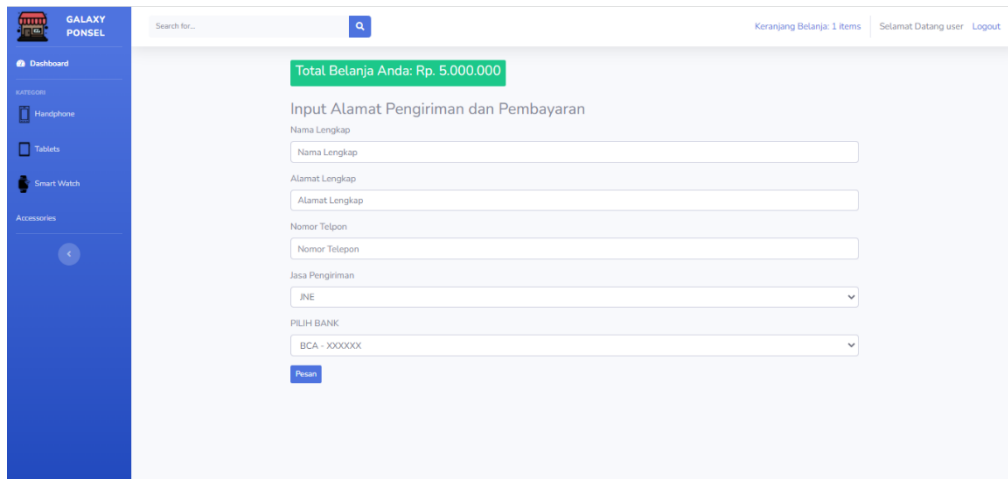 GALAXY
PONSEL
Search for...
Keranjang Belanja: 1 items
Selamat Datang user
Logout
Dashboard
KATEGORI
Handphone
Tablets
Smart Watch
Accessories
Total Belanja Anda: Rp. 5.000.000
Input Alamat Pengiriman dan Pembayaran
Nama Lengkap
Nama Lengkap
Alamat Lengkap
Alamat Lengkap
Nomor Telpon
Nomor Telepon
Jasa Pengiriman
JNE
PILIH BANK
BCA - XXXXXX
Pesan